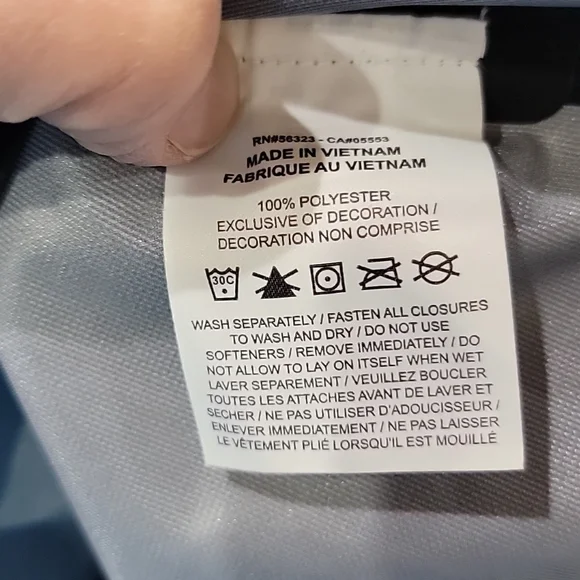 RN#56323 - CA#05553
MADE IN VIETNAM
FABRIQUE AU VIETNAM
100% POLYESTER
EXCLUSIVE OF DECORATION /
DECORATION NON COMPRISE
30C
WASH SEPARATELY / FASTEN ALL CLOSURES
TO WASH AND DRY / DO NOT USE
SOFTENERS / REMOVE IMMEDIATELY / DO
NOT ALLOW TO LAY ON ITSELF WHEN WET
LAVER SEPAREMENT / VEUILLEZ BOUCLER
TOUTES LES ATTACHES AVANT DE LAVER ET
SECHER / NE PAS UTILISER D'ADOUCISSEUR /
ENLEVER IMMEDIATEMENT / NE PAS LAISSER
LE VÊTEMENT PLIÉ LORSQU'IL EST MOUILLÉ